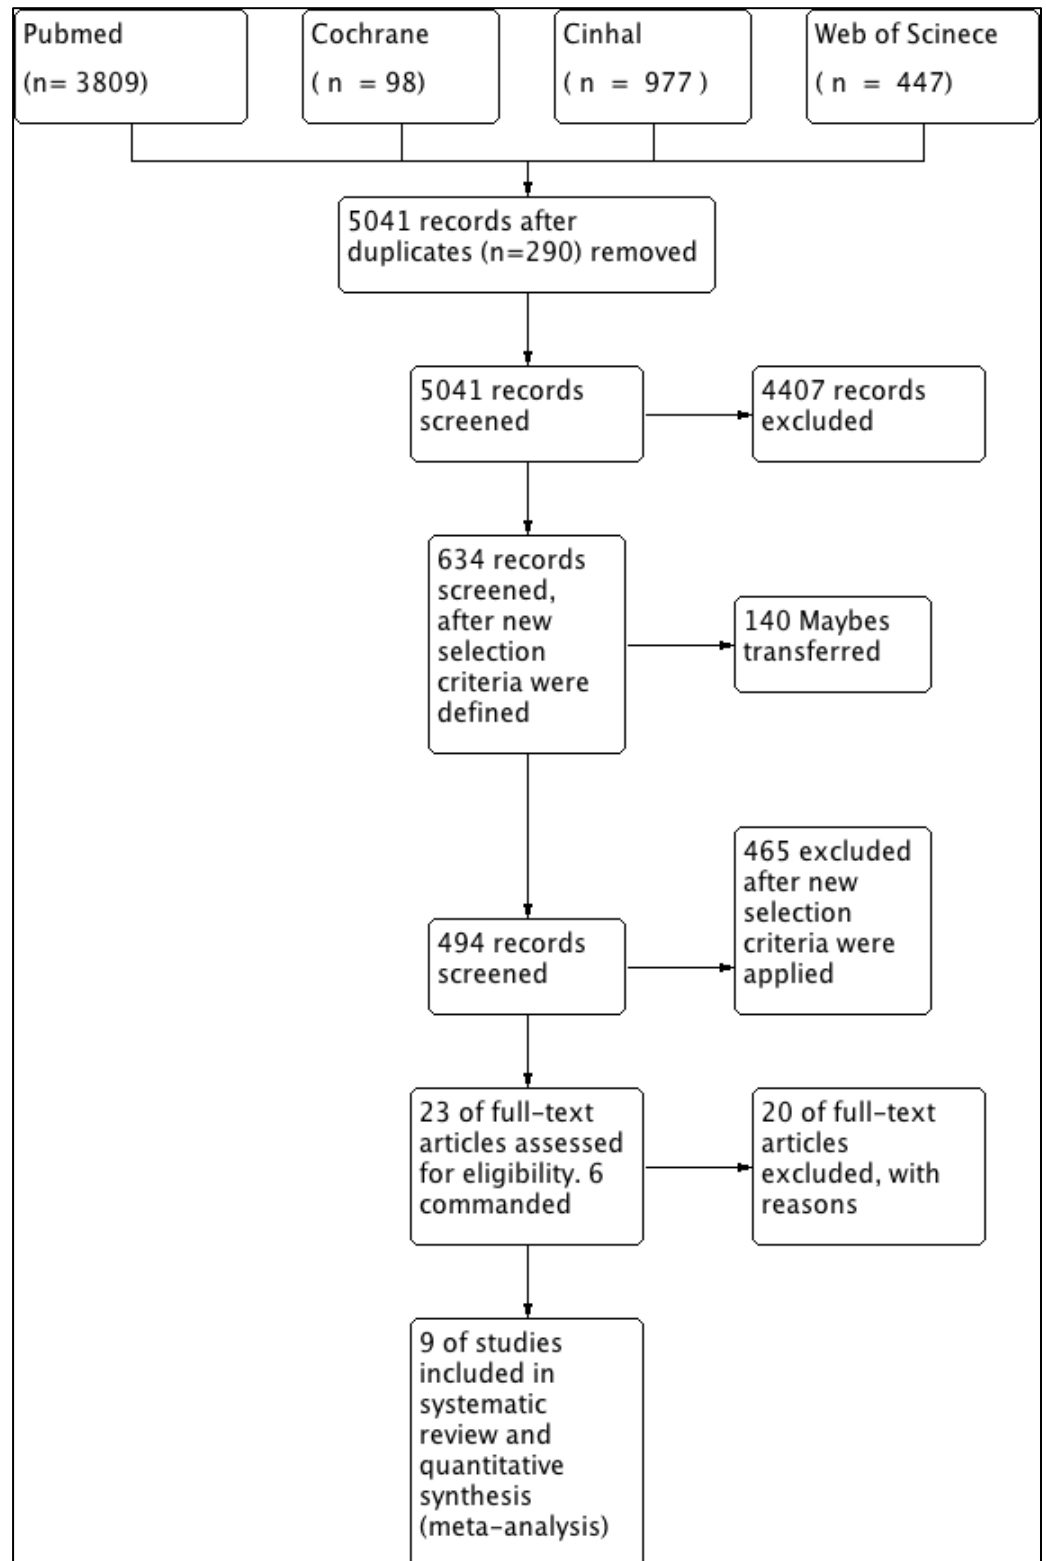 Pubmed
(n= 3809)
Cochrane
( n = 98)
Cinhal
( n = 977 )
Web of Scinece
( n = 447)
5041 records after
duplicates (n=290) removed
5041 records
screened
4407 records
excluded
634 records
screened,
after new
selection
criteria were
defined
140 Maybes
transferred
465 excluded
after new
selection
criteria were
applied
494 records
screened
23 of full-text
articles assessed
for eligibility. 6
commanded
20 of full-text
articles
excluded, with
reasons
9 of studies
included in
systematic
review and
quantitative
synthesis
(meta-analysis)